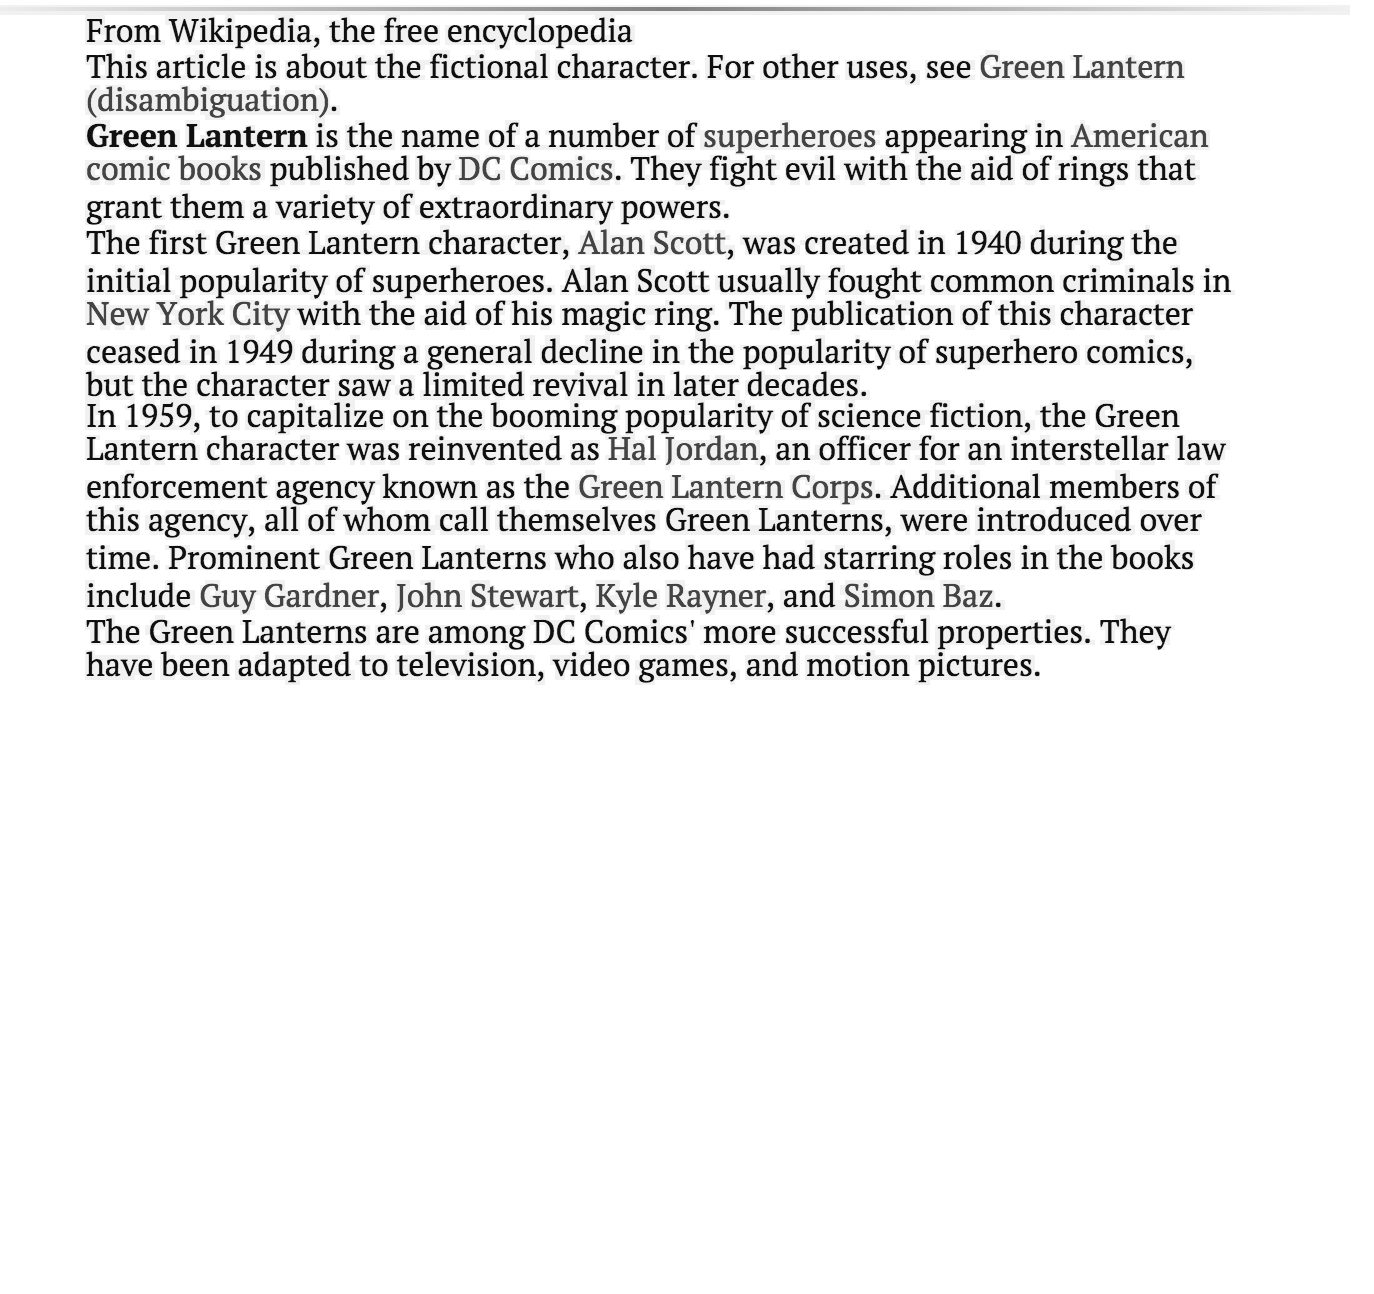 From Wikipedia, the free encyclopedia
This article is about the fictional character. For other uses, see Green Lantern
(disambiguation).
Green Lantern is the name of a number of superheroes appearing in American
comic books published by DC Comics. They fight evil with the aid of rings that
grant them a variety of extraordinary powers.
The first Green Lantern character, Alan Scott, was created in 1940 during the
initial popularity of superheroes. Alan Scott usually fought common criminals in
New York City with the aid of his magic ring. The publication of this character
ceased in 1949 during a general decline in the popularity of superhero comics,
but the character saw a limited revival in later decades.
In 1959, to capitalize on the booming popularity of science fiction, the Green
Lantern character was reinvented as Hal Jordan, an officer for an interstellar law
enforcement agency known as the Green Lantern Corps. Additional members of
this agency, all of whom call themselves Green Lanterns, were introduced over
time. Prominent Green Lanterns who also have had starring roles in the books
include Guy Gardner, John Stewart, Kyle Rayner, and Simon Baz.
The Green Lanterns are among DC Comics' more successful properties. They
have been adapted to television, video games, and motion pictures.